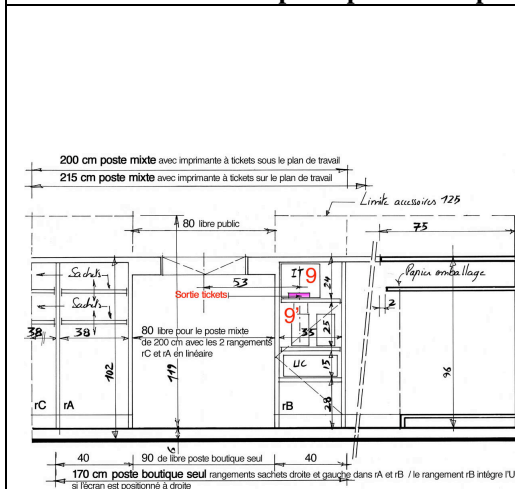 200 cm poste mixte avec imprimante à tickets sous le plan de travail
215 cm poste mixte avec imprimante à tickets sur le plan de travail
Limite accessoires 125
80 libre public
75
IT 9
24
53
Sachets
Papier emballage
Sortie tickets
2
Sachets
9'
25
38
38
80 libre pour le poste mixte
de 200 cm avec les 2 rangements
rC et rA en linéaire
35
102
119
UC
15
96
28
rC
rA
rB
40
90 de libre poste boutique seul
40
170 cm poste boutique seul rangements sachets droite et gauche dans rA et rB / le rangement rB intègre l'U
si l'écran est positionné à droite